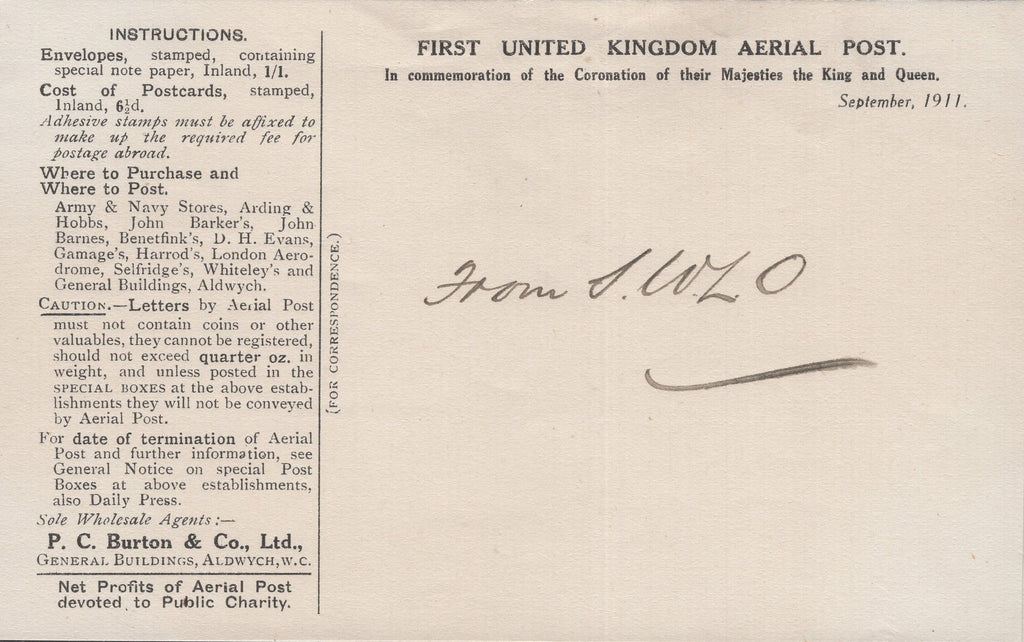 INSTRUCTIONS.
Envelopes, stamped, containing
special note paper, Inland, 1/1.
Cost of Postcards, stamped,
Inland, 6½d.
Adhesive stamps must be affixed to
make up the required fee for
postage abroad.
Where to Purchase and
Where to Post.
Army & Navy Stores, Arding &
Hobbs, John Barker's, John
Barnes, Benetfink's, D. H. Evans,
Gamage's, Harrod's, London Aero-
drome, Selfridge's, Whiteley's and
General Buildings, Aldwych.
CAUTION.—Letters by Aerial Post
must not contain coins or other
valuables, they cannot be registered,
should not exceed quarter oz. in
weight, and unless posted in the
SPECIAL BOXES at the above estab-
lishments they will not be conveyed
by Aerial Post.
For date of termination of Aerial
Post and further information, see
General Notice on special Post
Boxes at above establishments,
also Daily Press.
Sole Wholesale Agents:—
P. C. Burton & Co., Ltd.,
GENERAL BUILDINGS, ALDWYCH, W.C.
Net Profits of Aerial Post
devoted to Public Charity.
(FOR CORRESPONDENCE.)
FIRST UNITED KINGDOM AERIAL POST.
In commemoration of the Coronation of their Majesties the King and Queen.
September, 1911.
From S.W.L.O